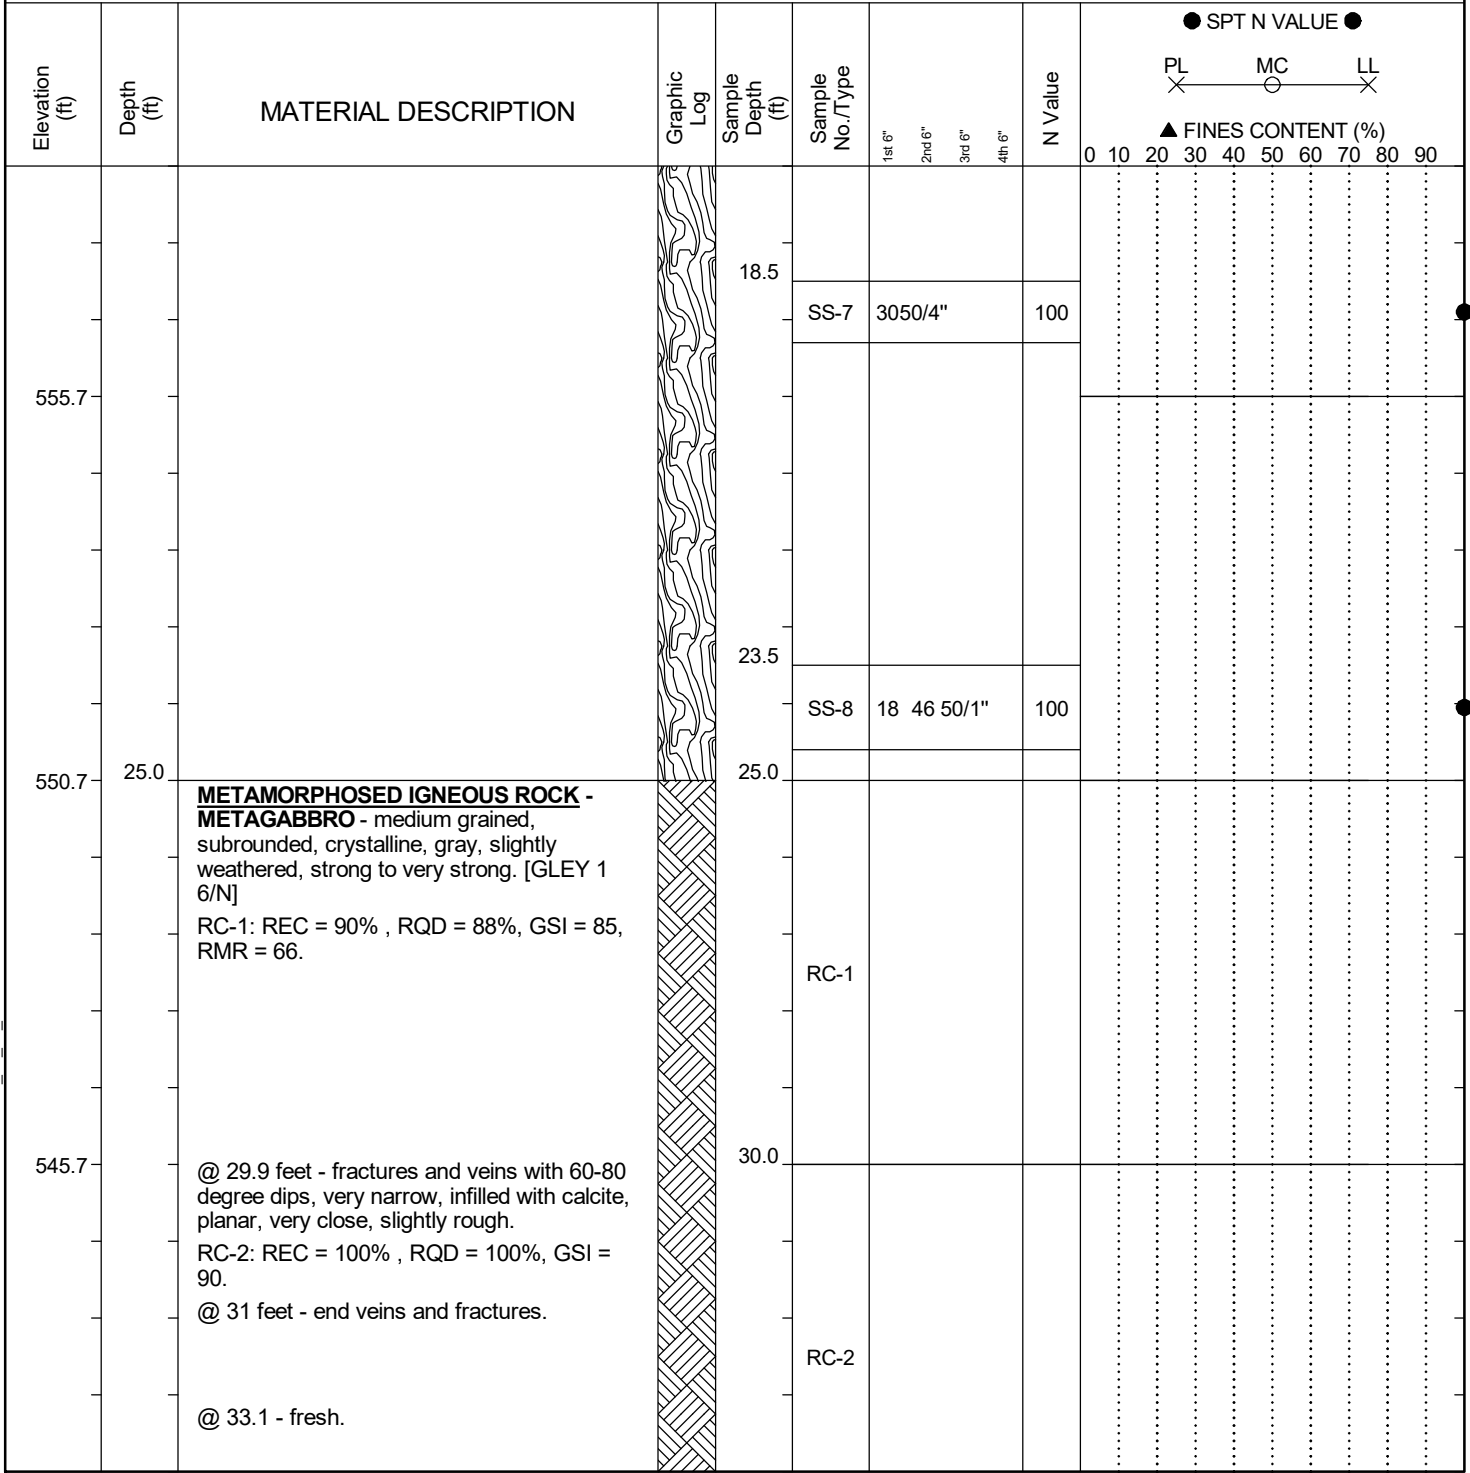 Elevation
(ft)
Depth
(ft)
MATERIAL DESCRIPTION
Graphic
Log
Sample
Depth
(ft)
Sample
No./Type
1st 6"
2nd 6"
3rd 6"
4th 6"
N Value
● SPT N VALUE ●
PL MC LL
▲ FINES CONTENT (%)
0 10 20 30 40 50 60 70 80 90
18.5
SS-7 3050/4" 100
555.7
23.5
SS-8 18 46 50/1" 100
550.7 25.0 25.0
METAMORPHOSED IGNEOUS ROCK -
METAGABBRO - medium grained,
subrounded, crystalline, gray, slightly
weathered, strong to very strong. [GLEY 1
6/N]
RC-1: REC = 90% , RQD = 88%, GSI = 85,
RMR = 66.
RC-1
545.7 30.0
@ 29.9 feet - fractures and veins with 60-80
degree dips, very narrow, infilled with calcite,
planar, very close, slightly rough.
RC-2: REC = 100% , RQD = 100%, GSI =
90.
@ 31 feet - end veins and fractures.
RC-2
@ 33.1 - fresh.